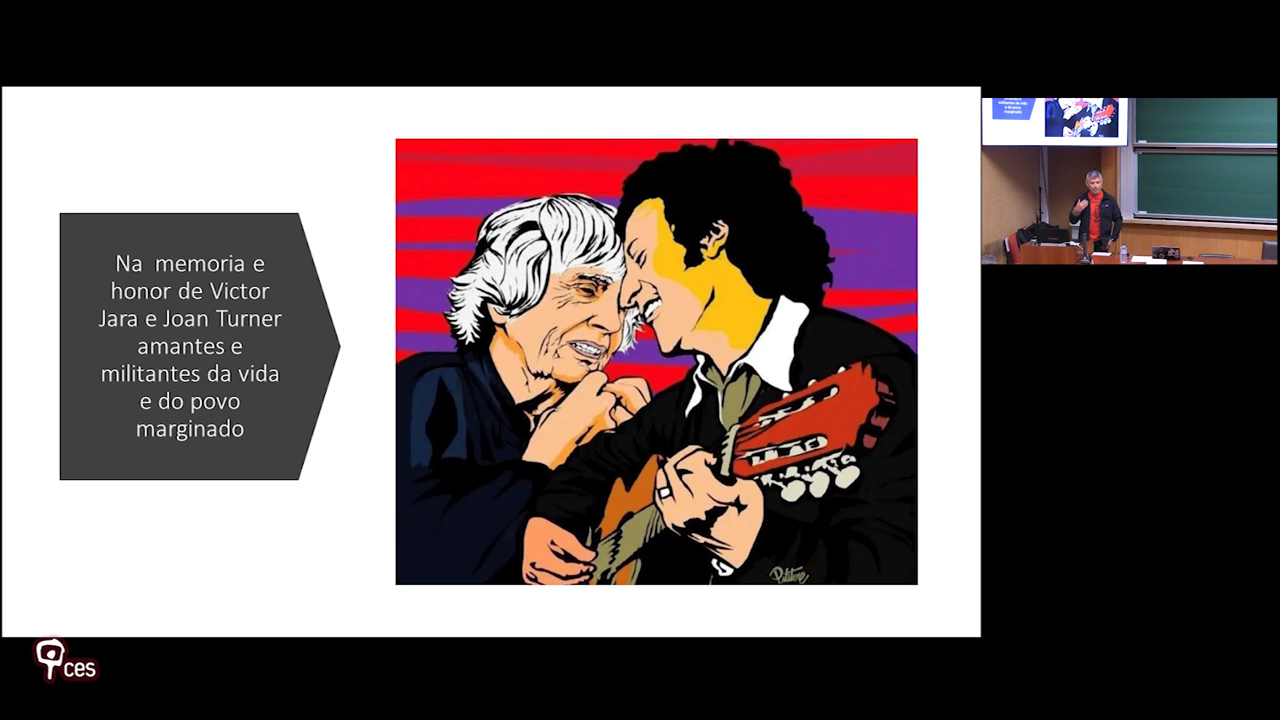 Na  memoria e
honor de Victor
Jara e Joan Turner
amantes e
militantes da vida
e do povo
marginado
ces